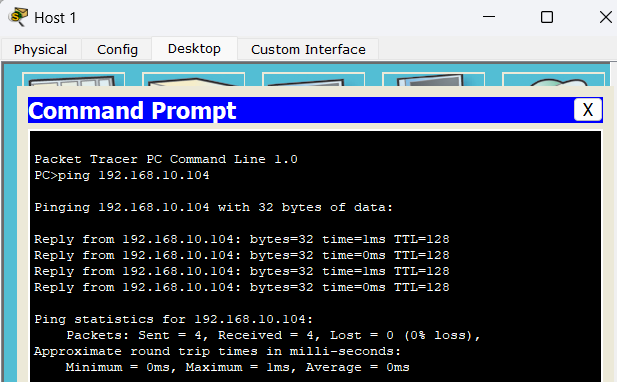 Host 1
Physical Config Desktop Custom Interface
Command Prompt X
Packet Tracer PC Command Line 1.0
PC>ping 192.168.10.104
Pinging 192.168.10.104 with 32 bytes of data:
Reply from 192.168.10.104: bytes=32 time=1ms TTL=128
Reply from 192.168.10.104: bytes=32 time=0ms TTL=128
Reply from 192.168.10.104: bytes=32 time=1ms TTL=128
Reply from 192.168.10.104: bytes=32 time=0ms TTL=128
Ping statistics for 192.168.10.104:
Packets: Sent = 4, Received = 4, Lost = 0 (0% loss),
Approximate round trip times in milli-seconds:
Minimum = 0ms, Maximum = 1ms, Average = 0ms